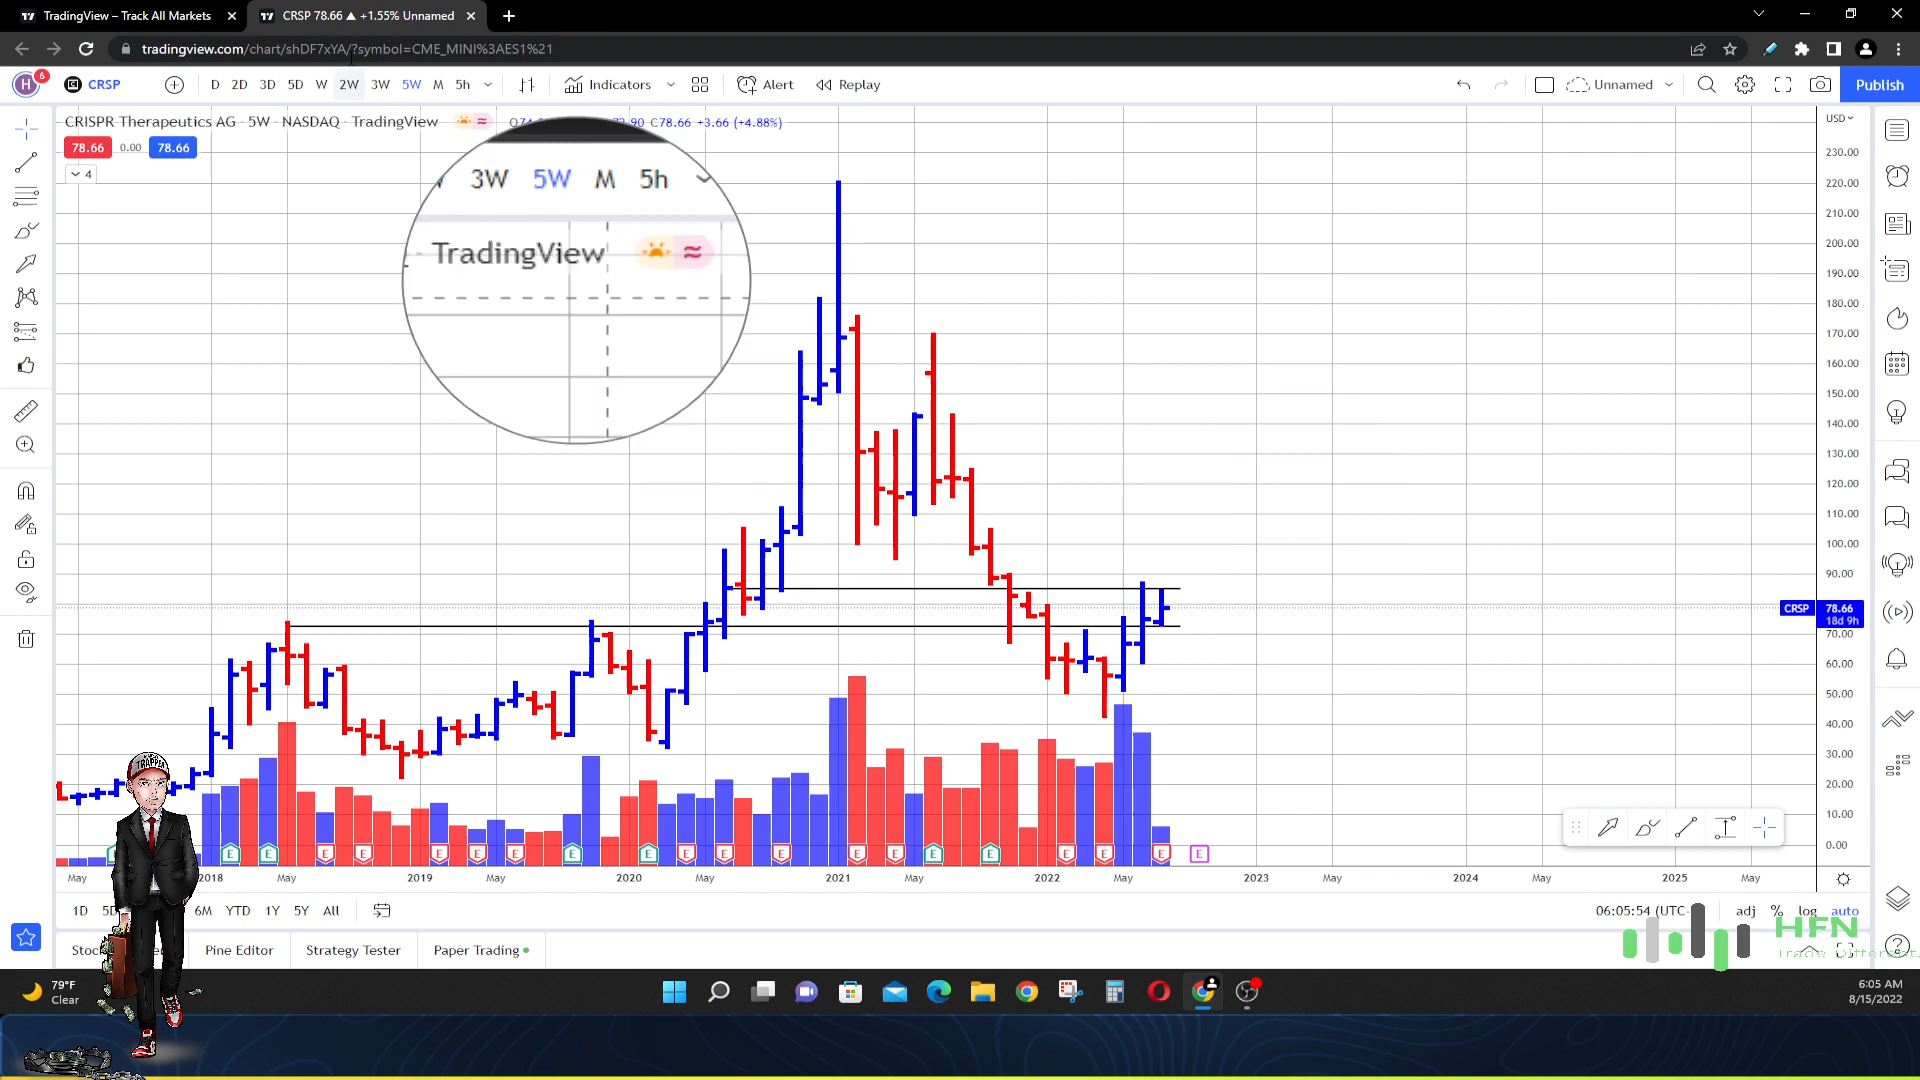 TradingView – Track All Markets
CRSP 78.66 ▲ +1.55% Unnamed
tradingview.com/chart/shDF7xYA/?symbol=CME_MINI%3AES1%21
H 6 CRSP D 2D 3D 5D W 2W 3W 5W M 5h Indicators Alert Replay Unnamed Publish
CRISPR Therapeutics AG · 5W · NASDAQ · TradingView C78.66 +3.66 (+4.88%) USD
78.66 0.00 78.66
4
3W 5W M 5h
TradingView
230.00
220.00
210.00
200.00
190.00
180.00
170.00
160.00
150.00
140.00
130.00
120.00
110.00
100.00
90.00
CRSP 78.66
18d 9h
70.00
60.00
50.00
40.00
30.00
20.00
10.00
0.00
TRAPPER
E E E E E E E E E E E E E E E E E E E E E
May 2018 May 2019 May 2020 May 2021 May 2022 May 2023 May 2024 May 2025 May
1D 6M YTD 1Y 5Y All 06:05:54 (UTC- adj % log auto
HFN
Trade Different.
Pine Editor Strategy Tester Paper Trading
79°F
Clear
6:05 AM
8/15/2022